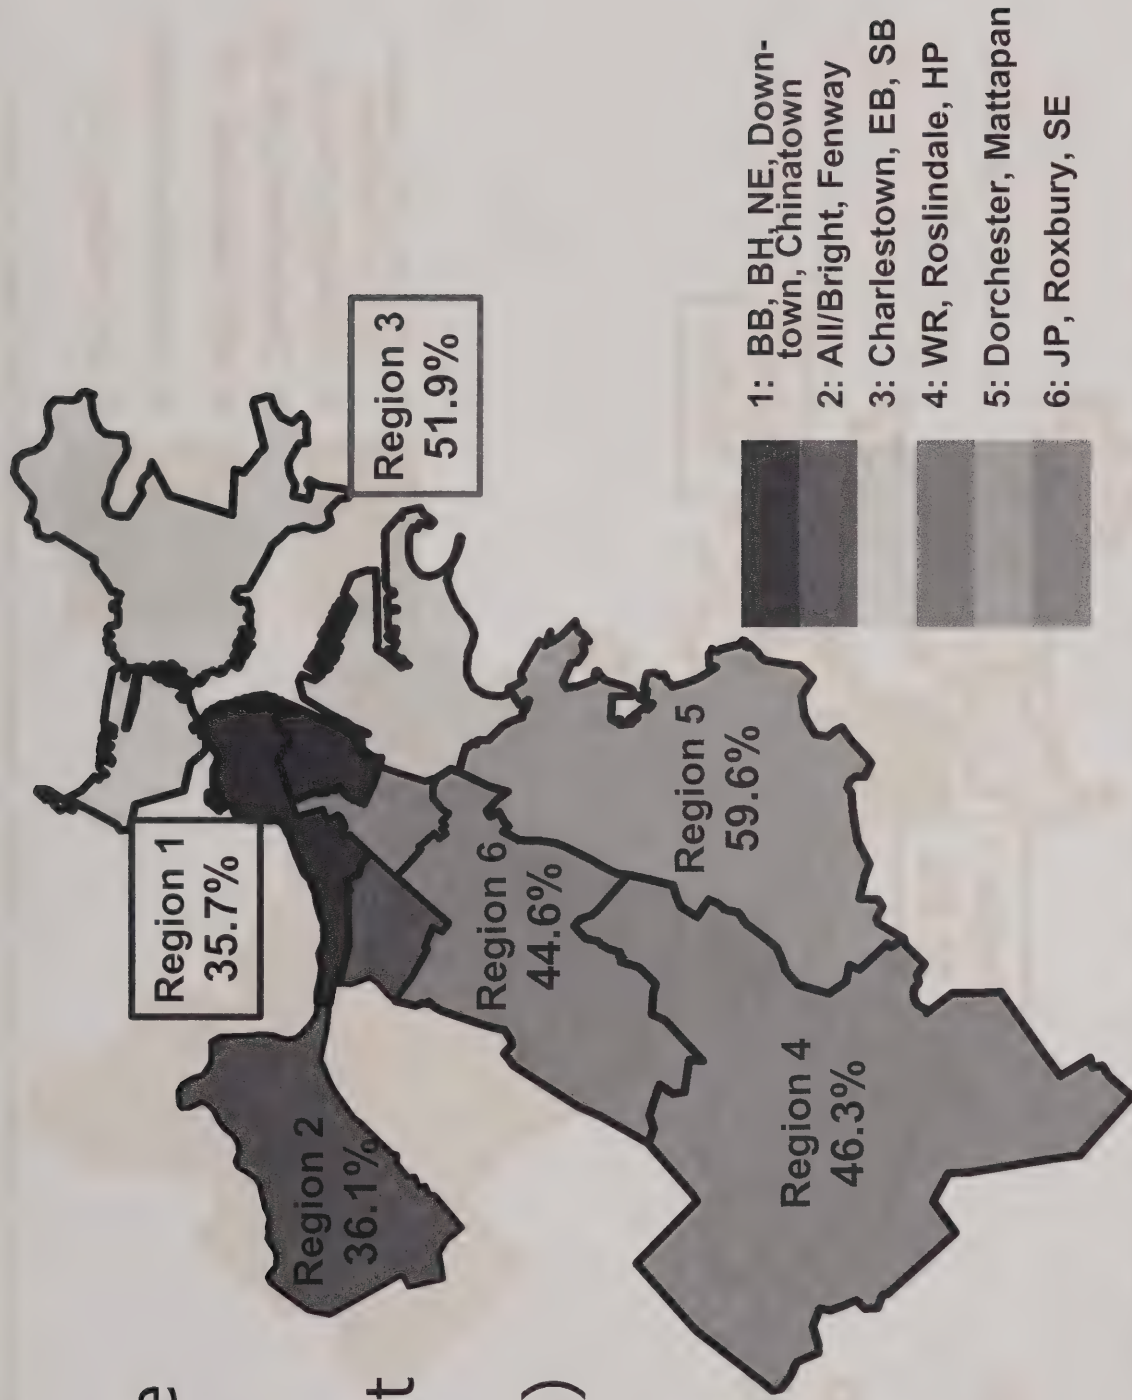 e
t
)
Region 1
35.7%
Region 2
36.1%
Region 3
51.9%
Region 6
44.6%
Region 5
59.6%
Region 4
46.3%
1: BB, BH, NE, Down-
town, Chinatown
2: All/Bright, Fenway
3: Charlestown, EB, SB
4: WR, Roslindale, HP
5: Dorchester, Mattapan
6: JP, Roxbury, SE